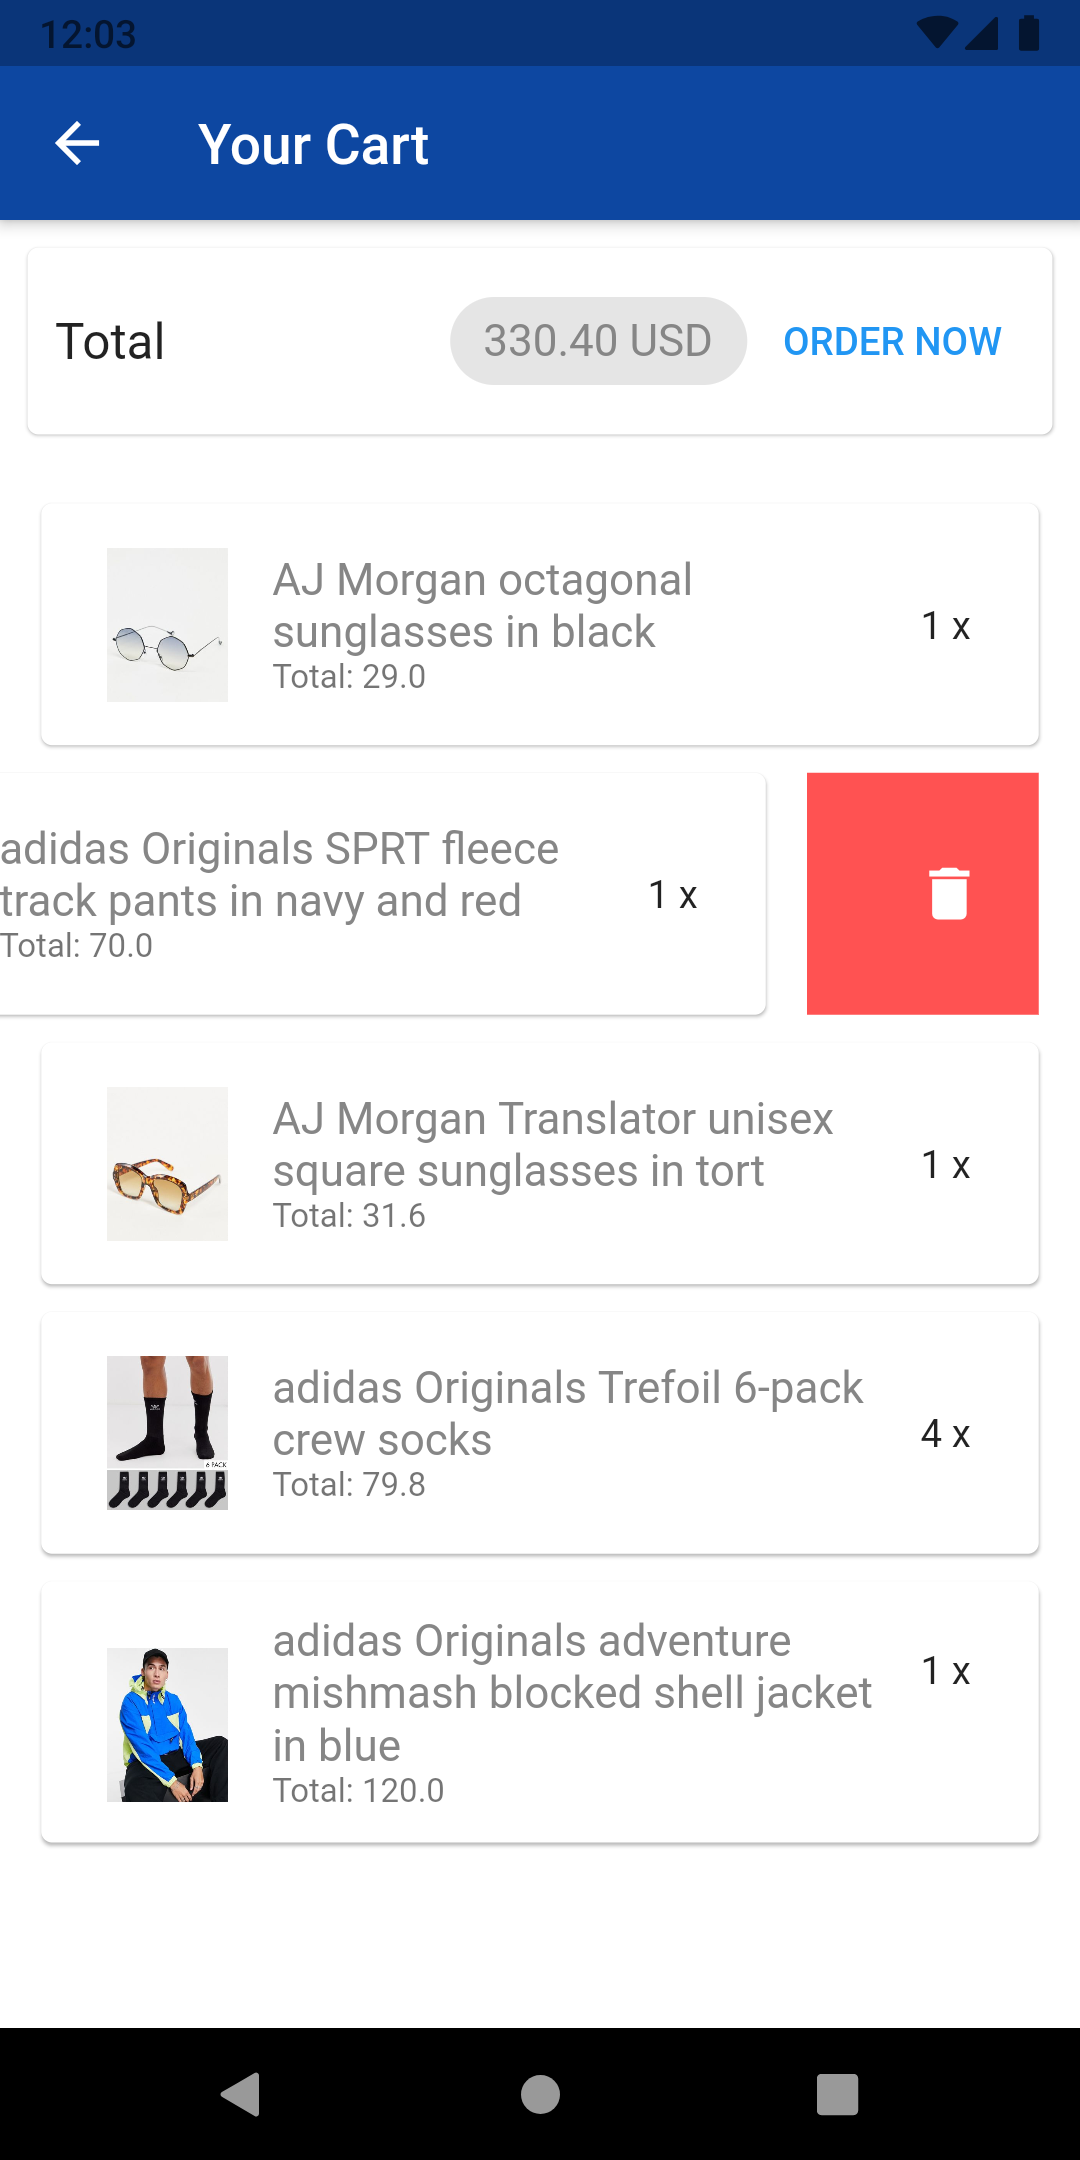 12:03
Your Cart
Total
330.40 USD
ORDER NOW
AJ Morgan octagonal
sunglasses in black
Total: 29.0
1 x
adidas Originals SPRT fleece
track pants in navy and red
Total: 70.0
1 x
AJ Morgan Translator unisex
square sunglasses in tort
Total: 31.6
1 x
adidas Originals Trefoil 6-pack
crew socks
Total: 79.8
4 x
6 PACK
adidas Originals adventure
mishmash blocked shell jacket
in blue
Total: 120.0
1 x